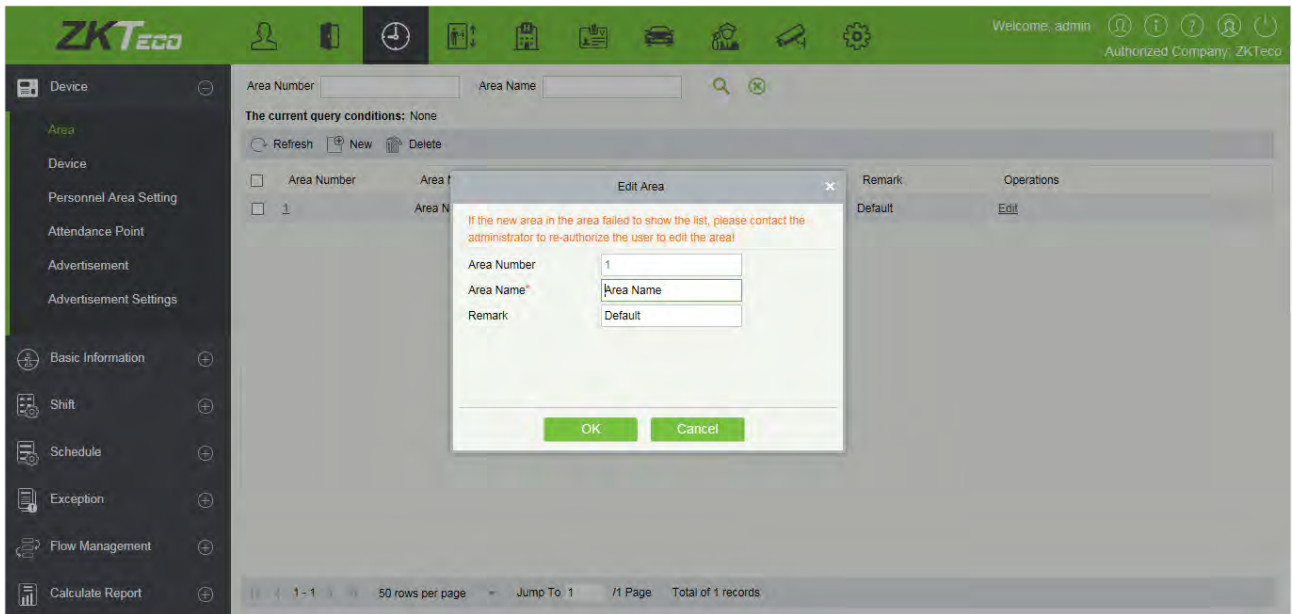 ZKTeco
Welcome, admin
Authorized Company: ZKTeco
Device
Area
Device
Personnel Area Setting
Attendance Point
Advertisement
Advertisement Settings
Basic Information
Shift
Schedule
Exception
Flow Management
Calculate Report
Area Number Area Name
The current query conditions: None
Refresh New Delete
Area Number Area Remark Operations
1 Area N Default Edit
Edit Area
If the new area in the area failed to show the list, please contact the
administrator to re-authorize the user to edit the area!
Area Number 1
Area Name* Area Name
Remark Default
OK Cancel
1-1 50 rows per page Jump To 1 /1 Page Total of 1 records